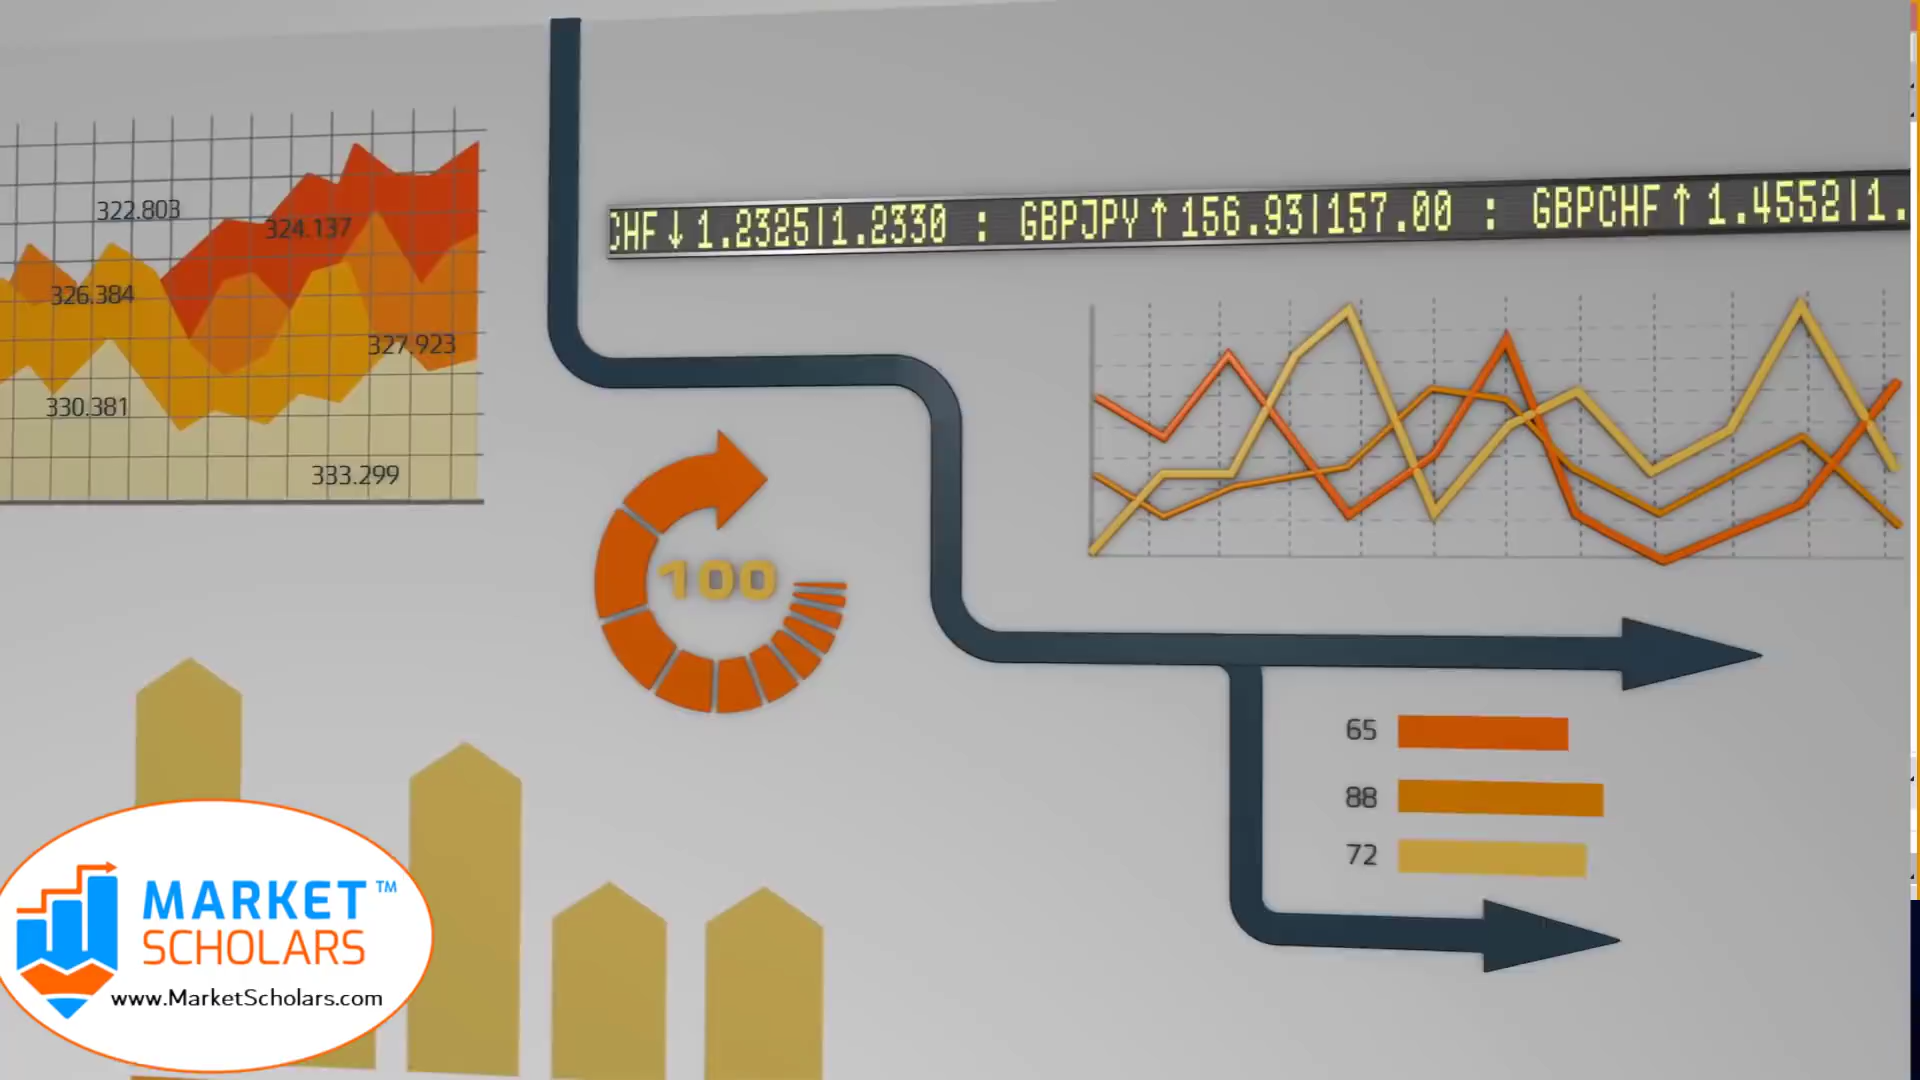 322.803
324.137
326.384
327.923
330.381
333.299
CHF↓1.2325|1.2330 : GBPJPY↑156.93|157.00 : GBPCHF↑1.4552|1.
100
65
88
72
MARKET™
SCHOLARS
www.MarketScholars.com